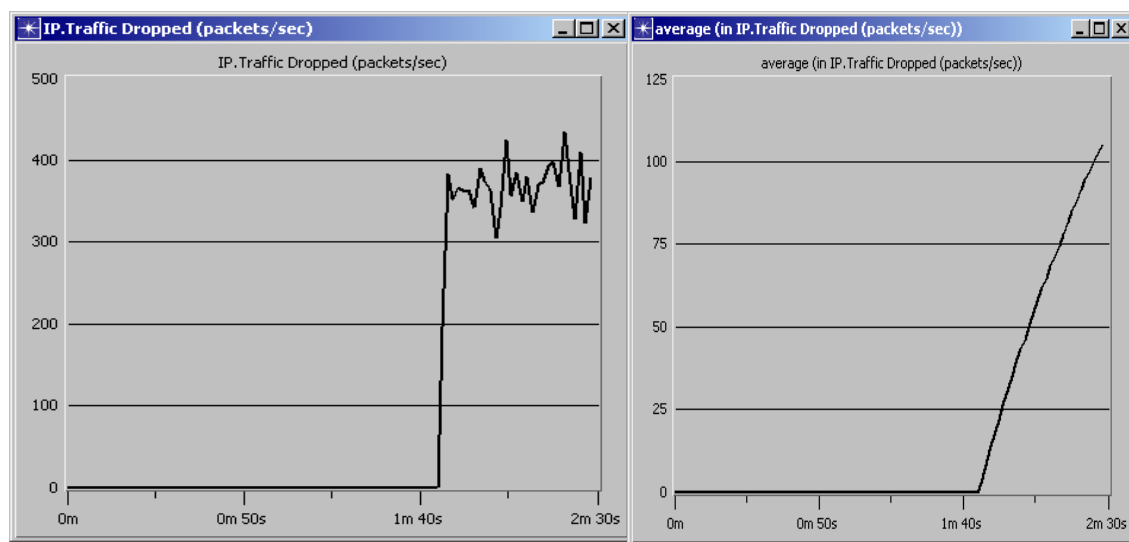 IP.Traffic Dropped (packets/sec)
IP.Traffic Dropped (packets/sec)
500
400
300
200
100
0
0m 0m 50s 1m 40s 2m 30s
average (in IP.Traffic Dropped (packets/sec))
average (in IP.Traffic Dropped (packets/sec))
125
100
75
50
25
0
0m 0m 50s 1m 40s 2m 30s